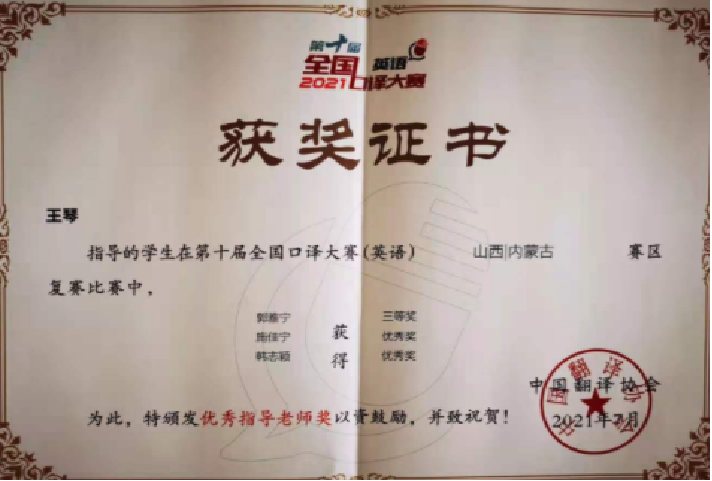 第十届
全国英语
2021口译大赛
获奖证书
王琴
指导的学生在第十届全国口译大赛(英语) 山西|内蒙古 赛区
复赛比赛中，
郭雅宁 三等奖
施佳宁 获 优秀奖
韩志颖 得 优秀奖
中国翻译协会
为此，特颁发优秀指导老师奖以资鼓励，并致祝贺！ 2021年7月